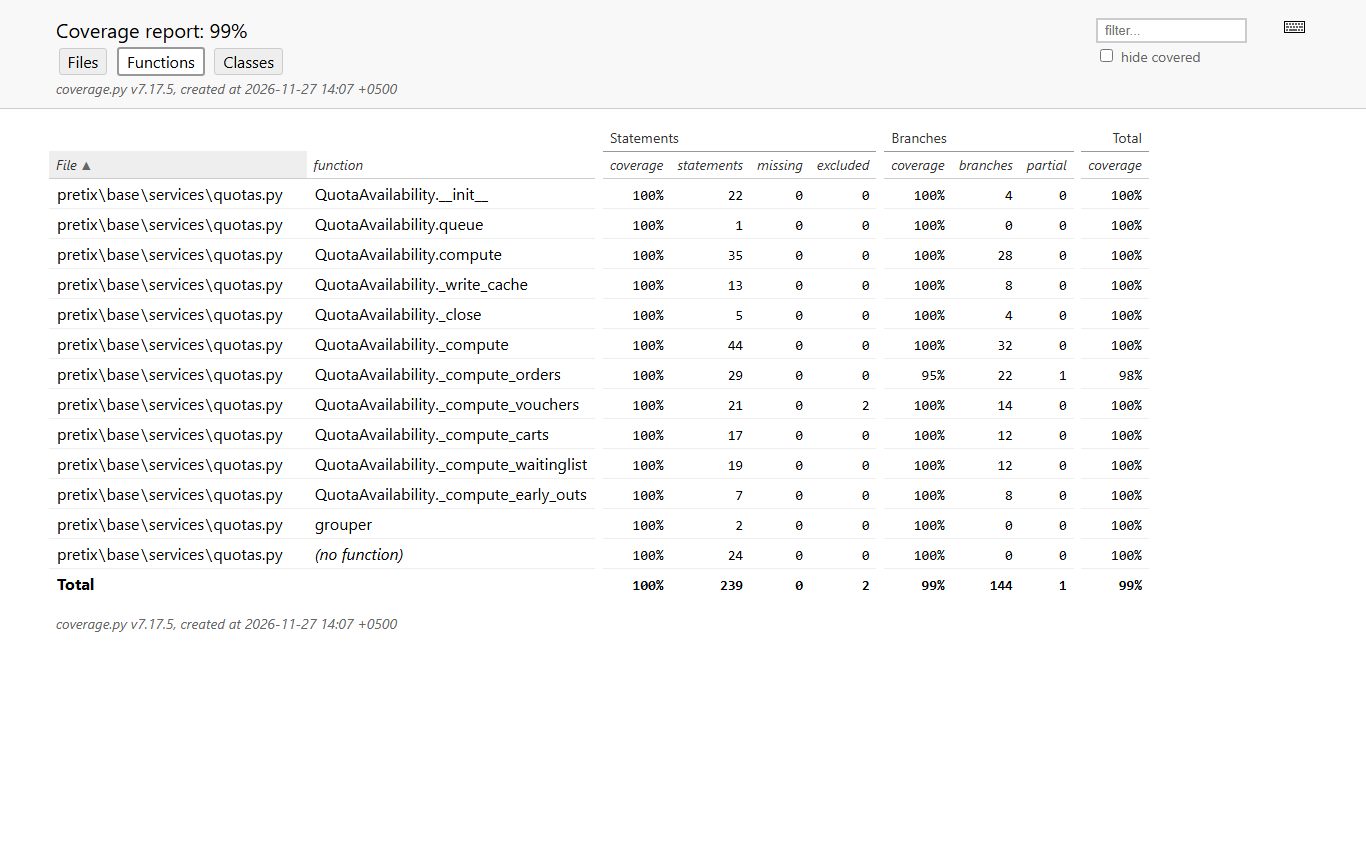 Coverage report: 99%
filter...
Files Functions Classes
hide covered
coverage.py v7.17.5, created at 2026-11-27 14:07 +0500
Statements Branches Total
File ▲ function coverage statements missing excluded coverage branches partial coverage
pretix\base\services\quotas.py QuotaAvailability.__init__ 100% 22 0 0 100% 4 0 100%
pretix\base\services\quotas.py QuotaAvailability.queue 100% 1 0 0 100% 0 0 100%
pretix\base\services\quotas.py QuotaAvailability.compute 100% 35 0 0 100% 28 0 100%
pretix\base\services\quotas.py QuotaAvailability._write_cache 100% 13 0 0 100% 8 0 100%
pretix\base\services\quotas.py QuotaAvailability._close 100% 5 0 0 100% 4 0 100%
pretix\base\services\quotas.py QuotaAvailability._compute 100% 44 0 0 100% 32 0 100%
pretix\base\services\quotas.py QuotaAvailability._compute_orders 100% 29 0 0 95% 22 1 98%
pretix\base\services\quotas.py QuotaAvailability._compute_vouchers 100% 21 0 2 100% 14 0 100%
pretix\base\services\quotas.py QuotaAvailability._compute_carts 100% 17 0 0 100% 12 0 100%
pretix\base\services\quotas.py QuotaAvailability._compute_waitinglist 100% 19 0 0 100% 12 0 100%
pretix\base\services\quotas.py QuotaAvailability._compute_early_outs 100% 7 0 0 100% 8 0 100%
pretix\base\services\quotas.py grouper 100% 2 0 0 100% 0 0 100%
pretix\base\services\quotas.py (no function) 100% 24 0 0 100% 0 0 100%
Total 100% 239 0 2 99% 144 1 99%
coverage.py v7.17.5, created at 2026-11-27 14:07 +0500